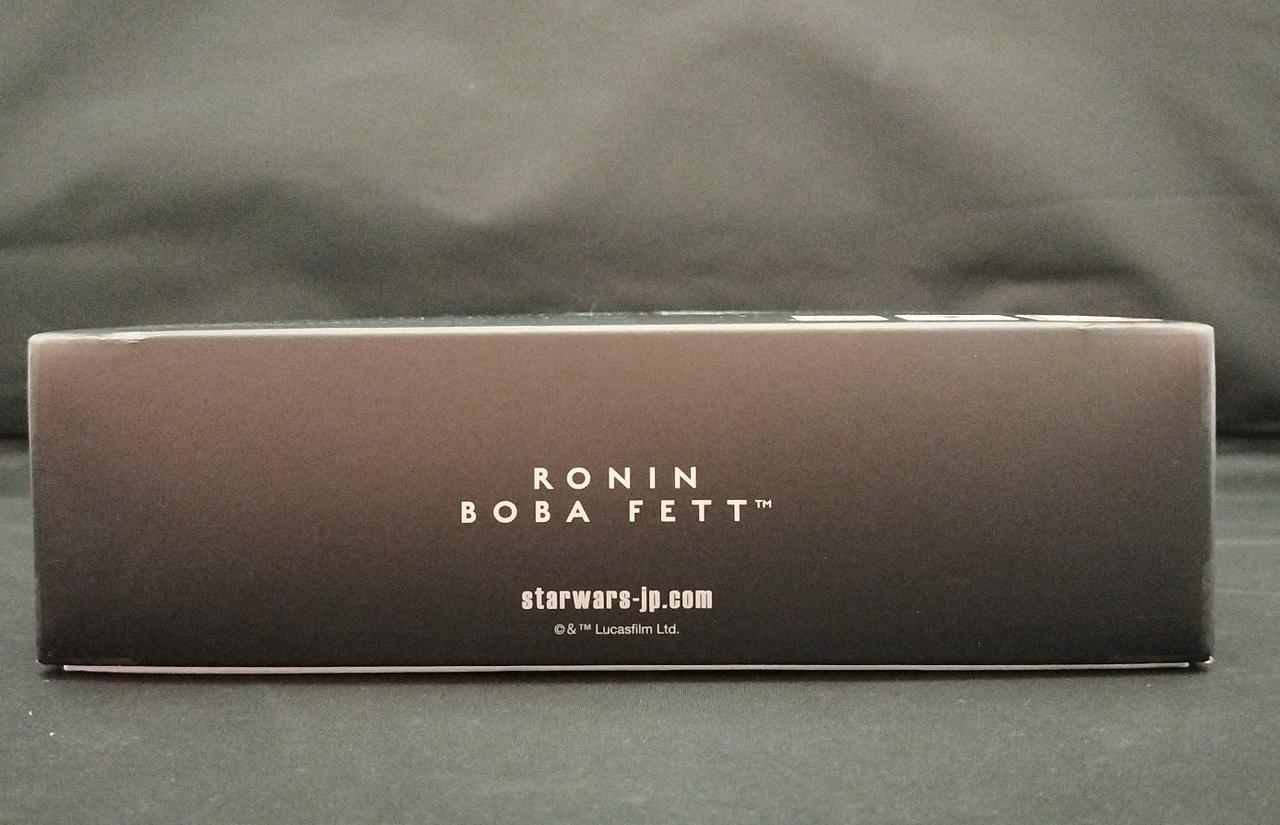 RONIN
BOBA FETT™
starwars-jp.com
©&™ Lucasfilm Ltd.